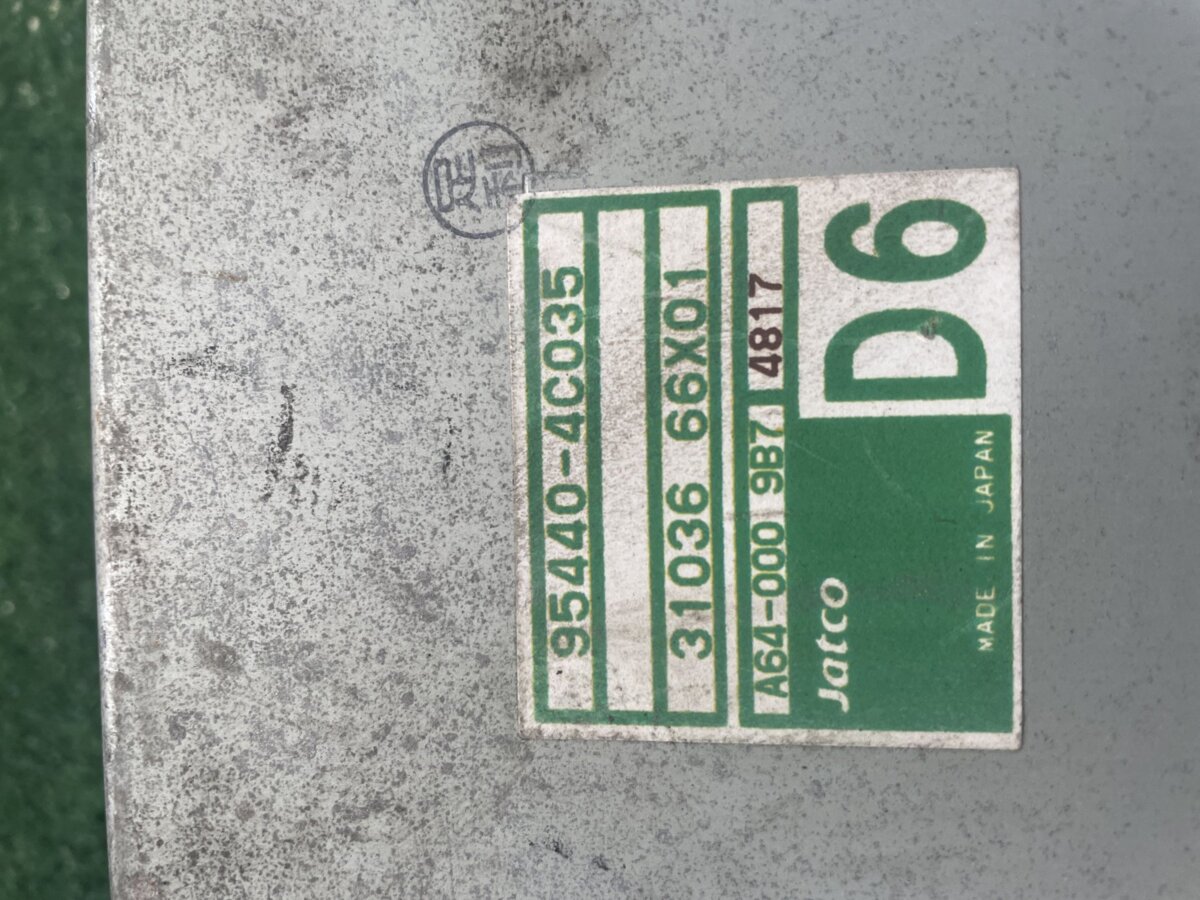 95440-4C035
31036 66X01
A64-000 9B7 4817
Jatco
D6
MADE IN JAPAN